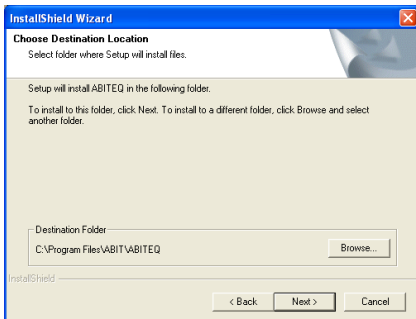 InstallShield Wizard
Choose Destination Location
Select folder where Setup will install files.
Setup will install ABITEQ in the following folder.
To install to this folder, click Next. To install to a different folder, click Browse and select
another folder.
Destination Folder
C:\Program Files\ABIT\ABITEQ
Browse...
InstallShield
< Back
Next >
Cancel